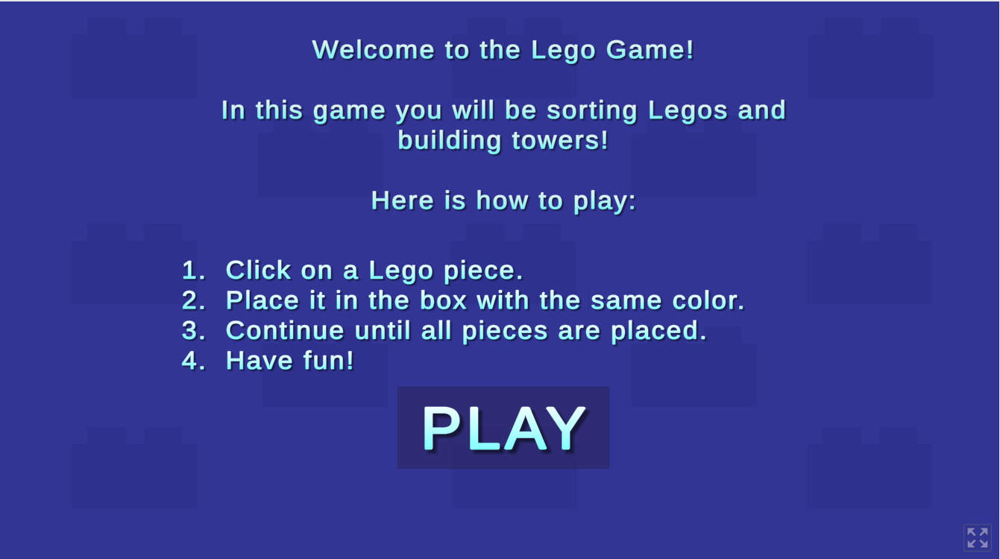 Welcome to the Lego Game!
In this game you will be sorting Legos and
building towers!
Here is how to play:
1. Click on a Lego piece.
2. Place it in the box with the same color.
3. Continue until all pieces are placed.
4. Have fun!
PLAY